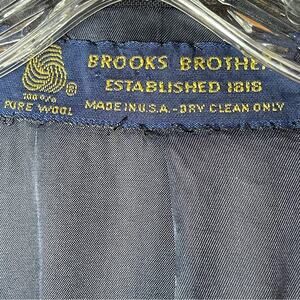 BROOKS BROTHE
ESTABLISHED 1818
MADE IN U.S.A.-DRY CLEAN ONLY
100%
®
PURE WOOL